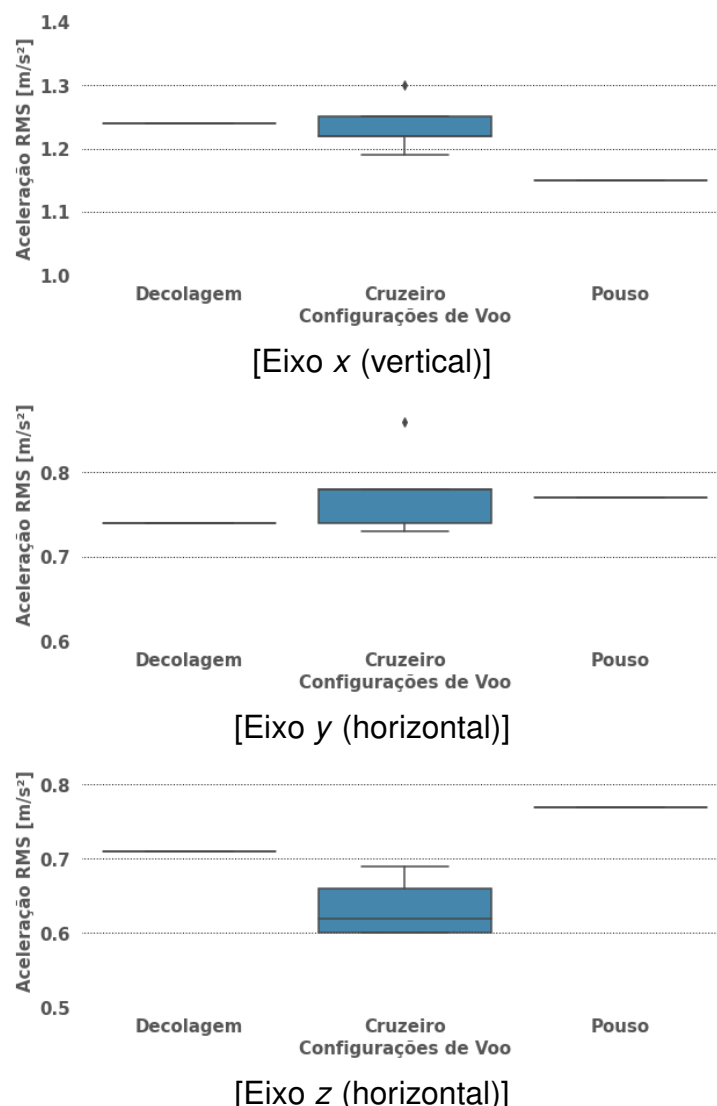 1.4
1.3
1.2
1.1
1.0
Aceleração RMS [m/s²]
Decolagem Cruzeiro Pouso
Configurações de Voo
[Eixo x (vertical)]
0.8
0.7
0.6
Aceleração RMS [m/s²]
Decolagem Cruzeiro Pouso
Configurações de Voo
[Eixo y (horizontal)]
0.8
0.7
0.6
0.5
Aceleração RMS [m/s²]
Decolagem Cruzeiro Pouso
Configurações de Voo
[Eixo z (horizontal)]